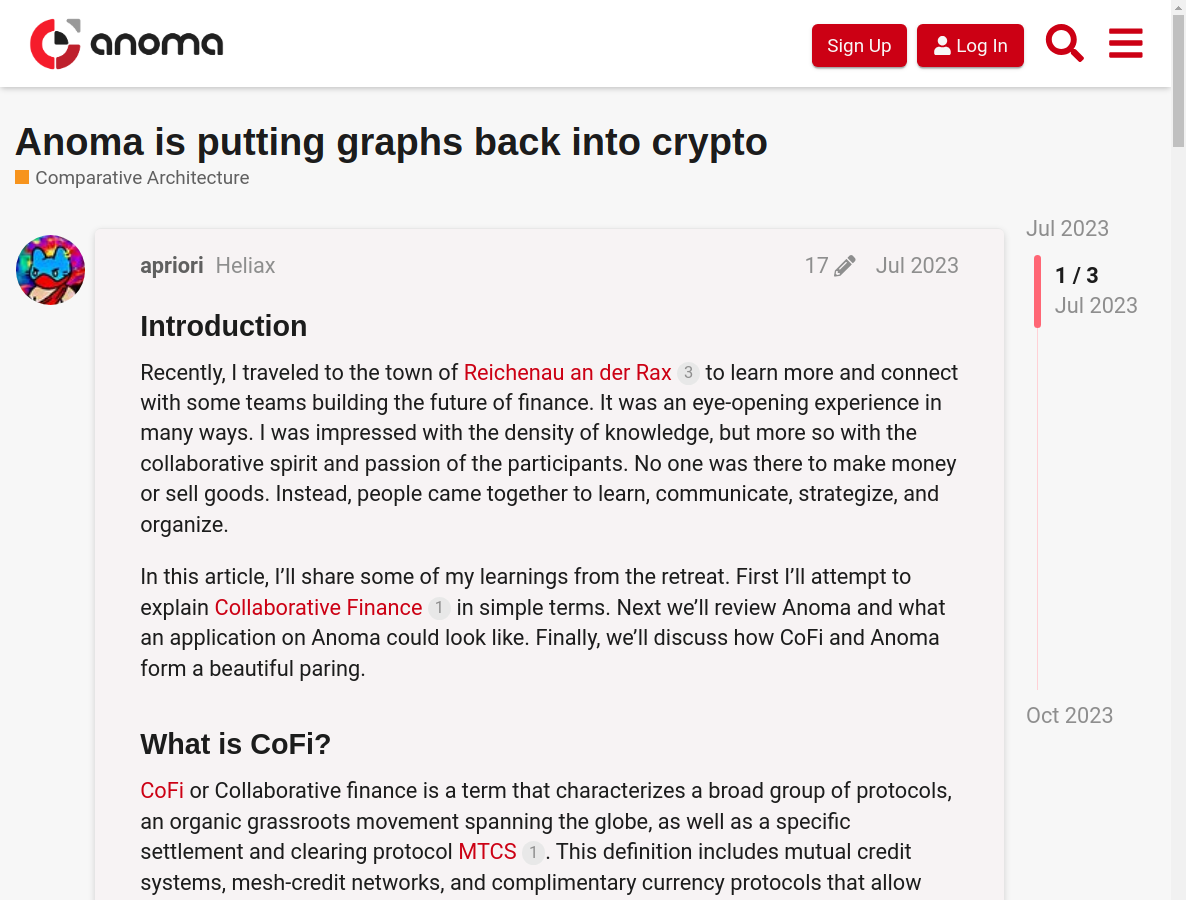 anoma
Sign Up
Log In
Anoma is putting graphs back into crypto
Comparative Architecture
Jul 2023
1 / 3
Jul 2023
Oct 2023
apriori Heliax
17 Jul 2023
Introduction
Recently, I traveled to the town of Reichenau an der Rax 3 to learn more and connect
with some teams building the future of finance. It was an eye-opening experience in
many ways. I was impressed with the density of knowledge, but more so with the
collaborative spirit and passion of the participants. No one was there to make money
or sell goods. Instead, people came together to learn, communicate, strategize, and
organize.
In this article, I’ll share some of my learnings from the retreat. First I’ll attempt to
explain Collaborative Finance 1 in simple terms. Next we’ll review Anoma and what
an application on Anoma could look like. Finally, we’ll discuss how CoFi and Anoma
form a beautiful paring.
What is CoFi?
CoFi or Collaborative finance is a term that characterizes a broad group of protocols,
an organic grassroots movement spanning the globe, as well as a specific
settlement and clearing protocol MTCS 1. This definition includes mutual credit
systems, mesh-credit networks, and complimentary currency protocols that allow